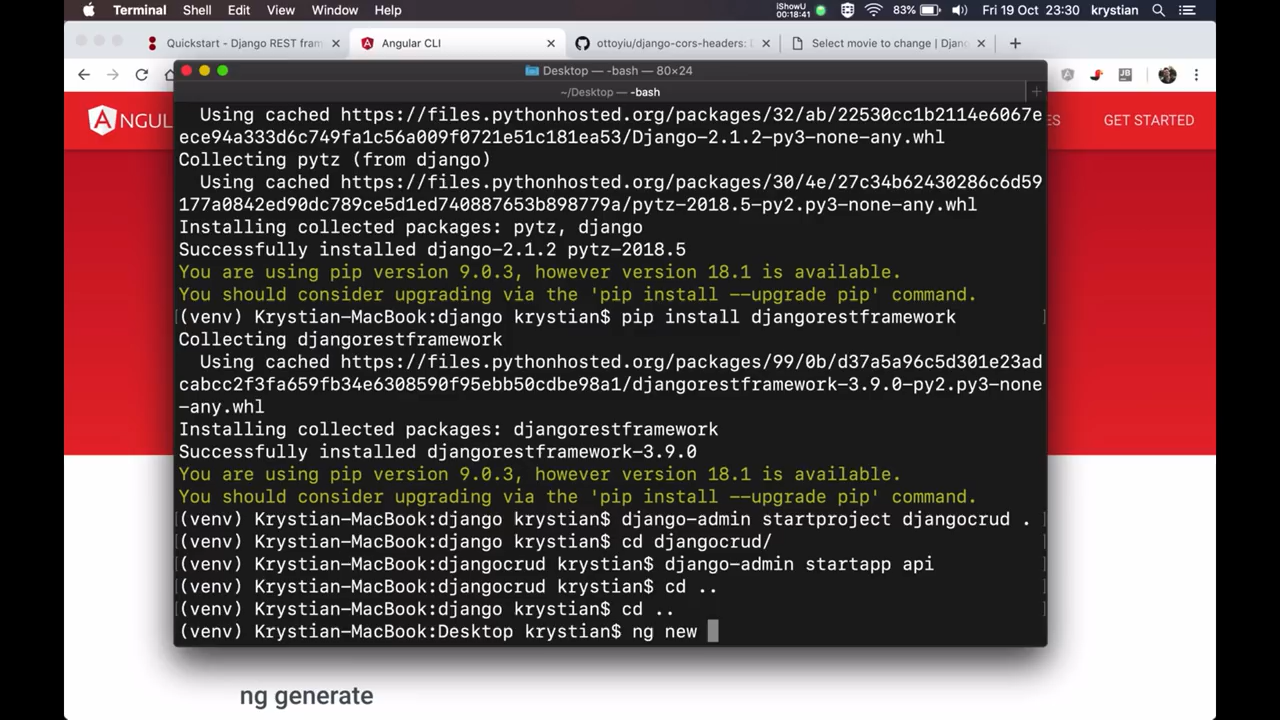 Terminal Shell Edit View Window Help iShowU 00:18:41 83% Fri 19 Oct 23:30 krystian
Quickstart - Django REST fram Angular CLI ottoyiu/django-cors-headers: D Select movie to change | Djang
Desktop — -bash — 80×24
~/Desktop — -bash
ANGUL ES GET STARTED
Using cached https://files.pythonhosted.org/packages/32/ab/22530cc1b2114e6067e
ece94a333d6c749fa1c56a009f0721e51c181ea53/Django-2.1.2-py3-none-any.whl
Collecting pytz (from django)
Using cached https://files.pythonhosted.org/packages/30/4e/27c34b62430286c6d59
177a0842ed90dc789ce5d1ed740887653b898779a/pytz-2018.5-py2.py3-none-any.whl
Installing collected packages: pytz, django
Successfully installed django-2.1.2 pytz-2018.5
You are using pip version 9.0.3, however version 18.1 is available.
You should consider upgrading via the 'pip install --upgrade pip' command.
[(venv) Krystian-MacBook:django krystian$ pip install djangorestframework ]
Collecting djangorestframework
Using cached https://files.pythonhosted.org/packages/99/0b/d37a5a96c5d301e23ad
cabcc2f3fa659fb34e6308590f95ebb50cdbe98a1/djangorestframework-3.9.0-py2.py3-none
-any.whl
Installing collected packages: djangorestframework
Successfully installed djangorestframework-3.9.0
You are using pip version 9.0.3, however version 18.1 is available.
You should consider upgrading via the 'pip install --upgrade pip' command.
[(venv) Krystian-MacBook:django krystian$ django-admin startproject djangocrud . ]
[(venv) Krystian-MacBook:django krystian$ cd djangocrud/ ]
[(venv) Krystian-MacBook:djangocrud krystian$ django-admin startapp api ]
[(venv) Krystian-MacBook:djangocrud krystian$ cd .. ]
[(venv) Krystian-MacBook:django krystian$ cd .. ]
(venv) Krystian-MacBook:Desktop krystian$ ng new
ng generate